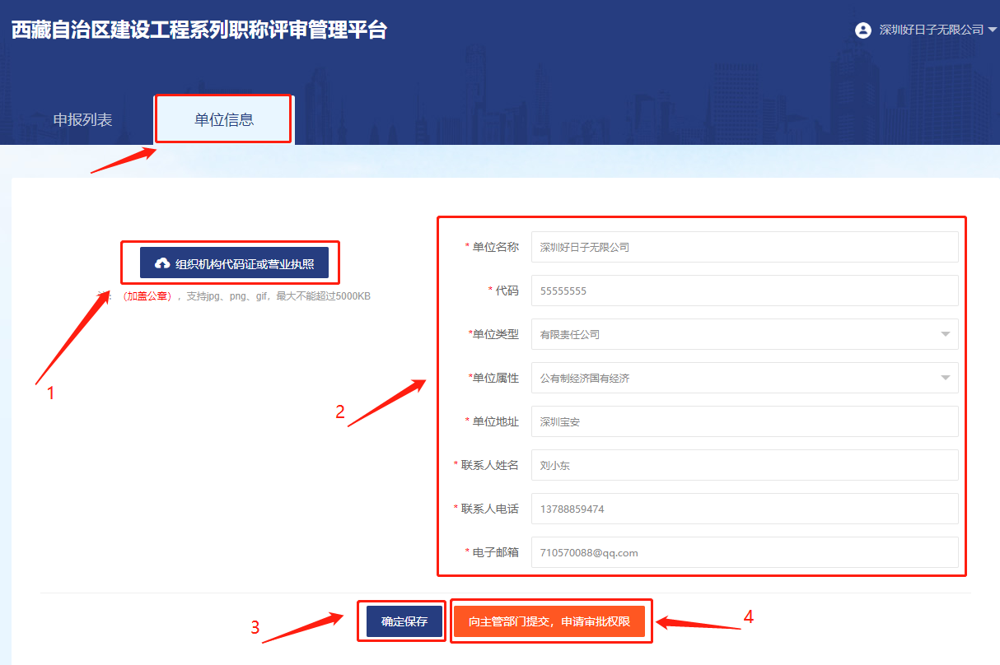 西藏自治区建设工程系列职称评审管理平台
深圳好日子无限公司
申报列表
单位信息
组织机构代码证或营业执照
（加盖公章），支持jpg、png、gif，最大不能超过5000KB
1
* 单位名称 深圳好日子无限公司
* 代码 55555555
*单位类型 有限责任公司
*单位属性 公有制经济国有经济
2
* 单位地址 深圳宝安
* 联系人姓名 刘小东
* 联系人电话 13788859474
* 电子邮箱 710570088@qq.com
3
确定保存
向主管部门提交，申请审批权限
4